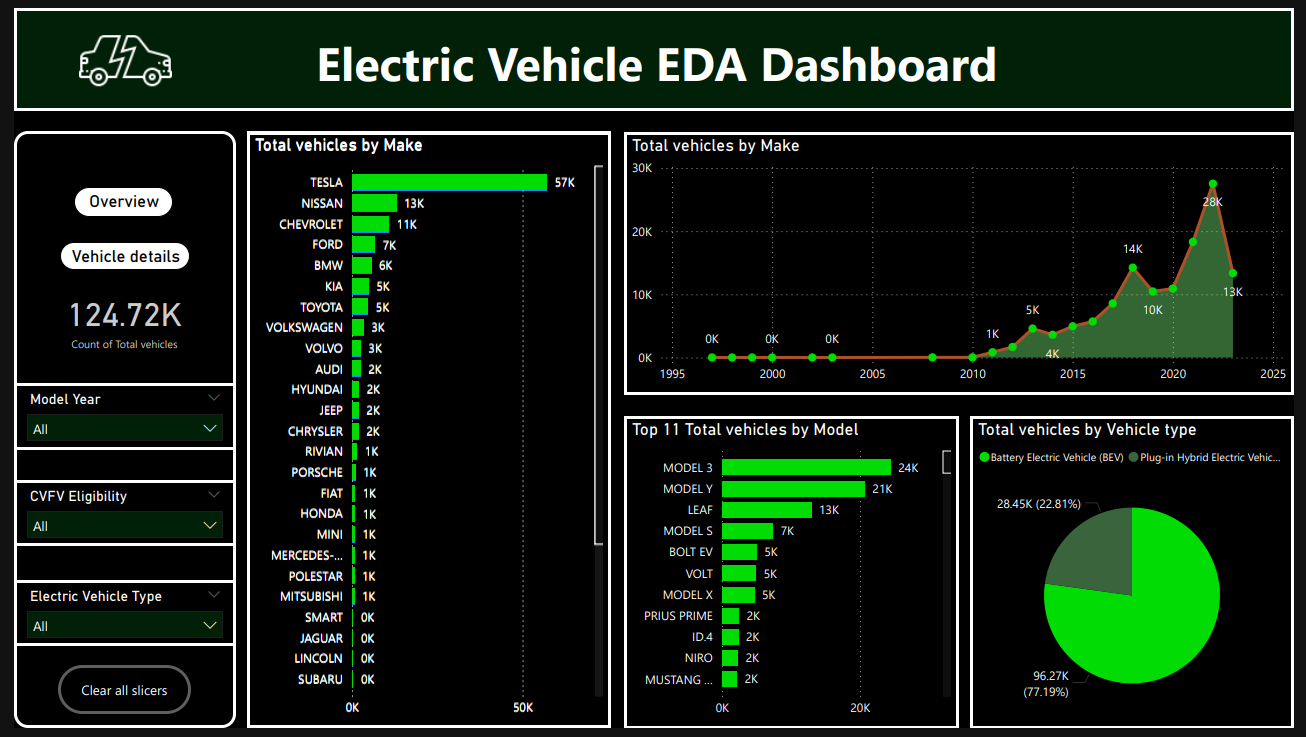 Electric Vehicle EDA Dashboard
Overview
Vehicle details
124.72K
Count of Total vehicles
Model Year
All
CVFV Eligibility
All
Electric Vehicle Type
All
Clear all slicers
Total vehicles by Make
TESLA 57K
NISSAN 13K
CHEVROLET 11K
FORD 7K
BMW 6K
KIA 5K
TOYOTA 5K
VOLKSWAGEN 3K
VOLVO 3K
AUDI 2K
HYUNDAI 2K
JEEP 2K
CHRYSLER 2K
RIVIAN 1K
PORSCHE 1K
FIAT 1K
HONDA 1K
MINI 1K
MERCEDES-... 1K
POLESTAR 1K
MITSUBISHI 1K
SMART 0K
JAGUAR 0K
LINCOLN 0K
SUBARU 0K
0K 50K
Total vehicles by Make
30K
20K
10K
0K
0K 0K 0K 1K 5K 4K 14K 10K 28K 13K
1995 2000 2005 2010 2015 2020 2025
Top 11 Total vehicles by Model
MODEL 3 24K
MODEL Y 21K
LEAF 13K
MODEL S 7K
BOLT EV 5K
VOLT 5K
MODEL X 5K
PRIUS PRIME 2K
ID.4 2K
NIRO 2K
MUSTANG ... 2K
0K 20K
Total vehicles by Vehicle type
Battery Electric Vehicle (BEV) Plug-in Hybrid Electric Vehic...
28.45K (22.81%)
96.27K
(77.19%)